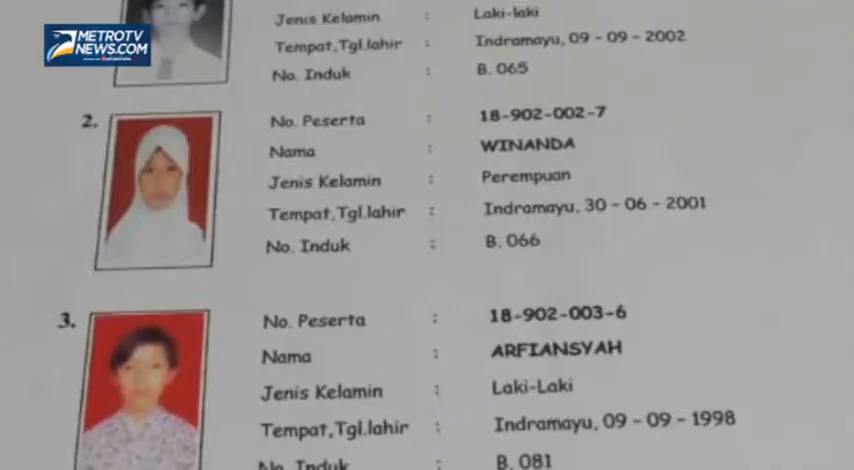 METROTV
NEWS.COM
Jenis Kelamin : Laki-laki
Tempat,Tgl.lahir : Indramayu, 09 - 09 - 2002
No. Induk : B. 065
2.
No. Peserta : 18-902-002-7
Nama : WINANDA
Jenis Kelamin : Perempuan
Tempat,Tgl.lahir : Indramayu, 30 - 06 - 2001
No. Induk : B. 066
3.
No. Peserta : 18-902-003-6
Nama : ARFIANSYAH
Jenis Kelamin : Laki-Laki
Tempat,Tgl.lahir : Indramayu, 09 - 09 - 1998
No. Induk : B. 081